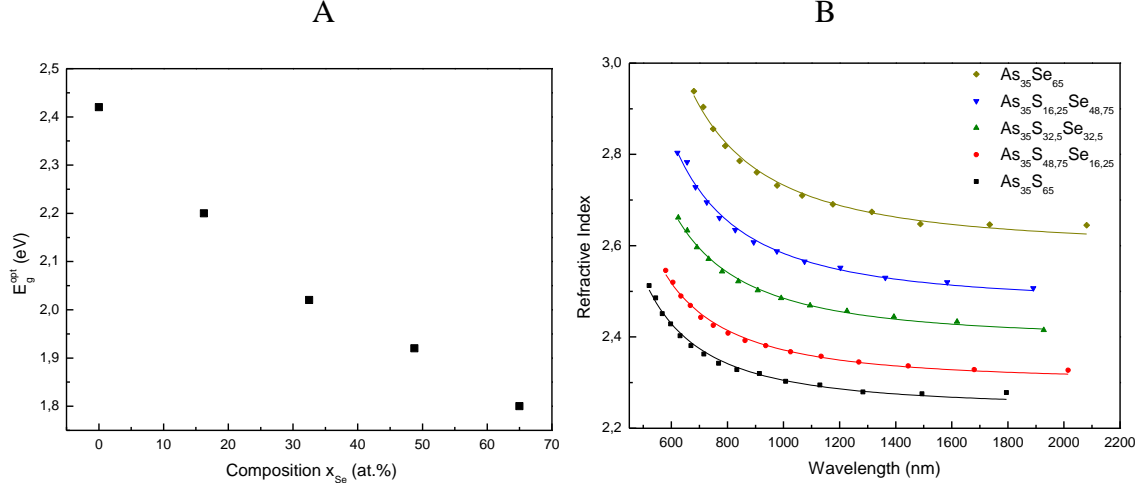 A
B
2,5
2,4
2,3
2,2
2,1
2,0
1,9
1,8
E_g^opt (eV)
0 10 20 30 40 50 60 70
Composition x_Se (at.%)
3,0
2,8
2,6
2,4
2,2
Refractive Index
As35Se65
As35S16,25Se48,75
As35S32,5Se32,5
As35S48,75Se16,25
As35S65
600 800 1000 1200 1400 1600 1800 2000 2200
Wavelength (nm)